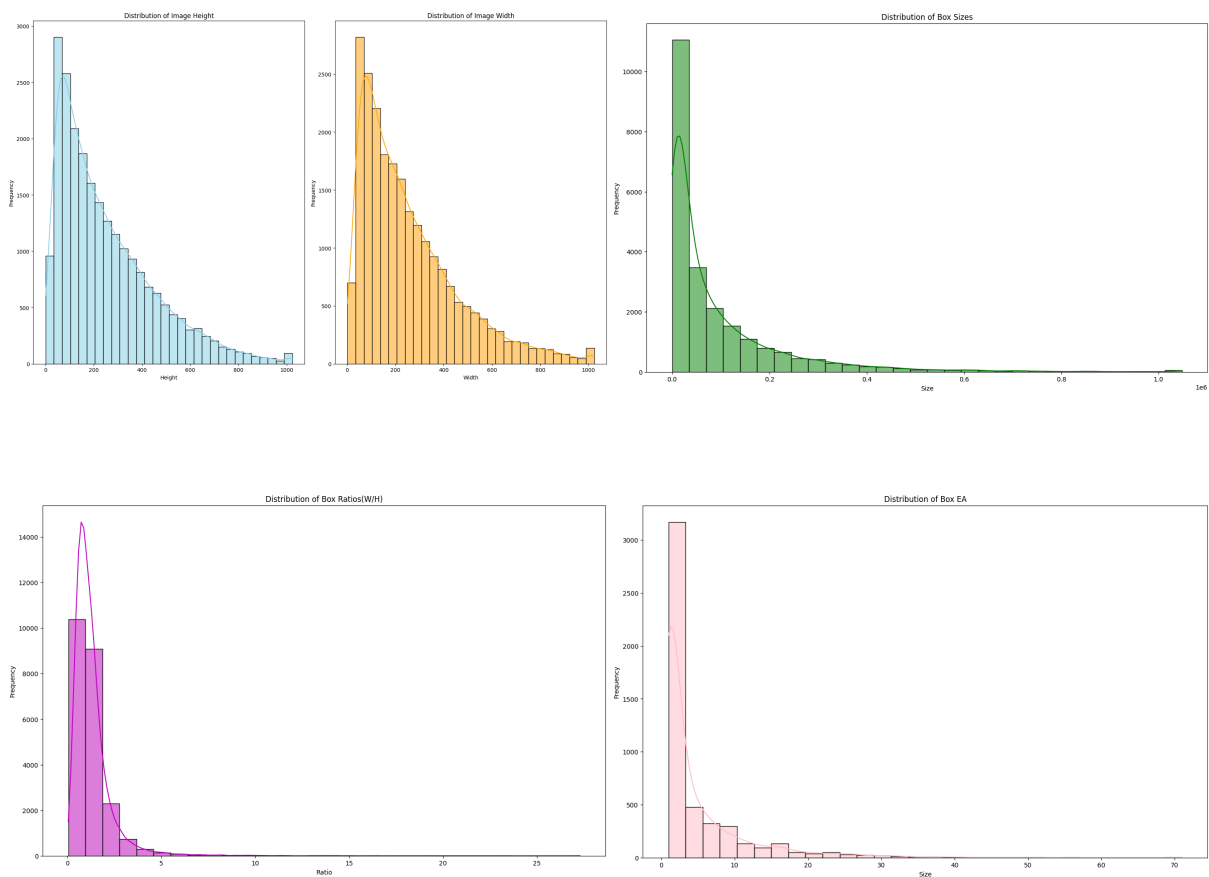 Distribution of Image Height
Frequency
3000
2500
2000
1500
1000
500
0
0 200 400 600 800 1000
Height
Distribution of Image Width
Frequency
2500
2000
1500
1000
500
0
0 200 400 600 800 1000
Width
Distribution of Box Sizes
Frequency
10000
8000
6000
4000
2000
0
0.0 0.2 0.4 0.6 0.8 1.0
1e6
Size
Distribution of Box Ratios(W/H)
Frequency
14000
12000
10000
8000
6000
4000
2000
0
0 5 10 15 20 25
Ratio
Distribution of Box EA
Frequency
3000
2500
2000
1500
1000
500
0
0 10 20 30 40 50 60 70
Size